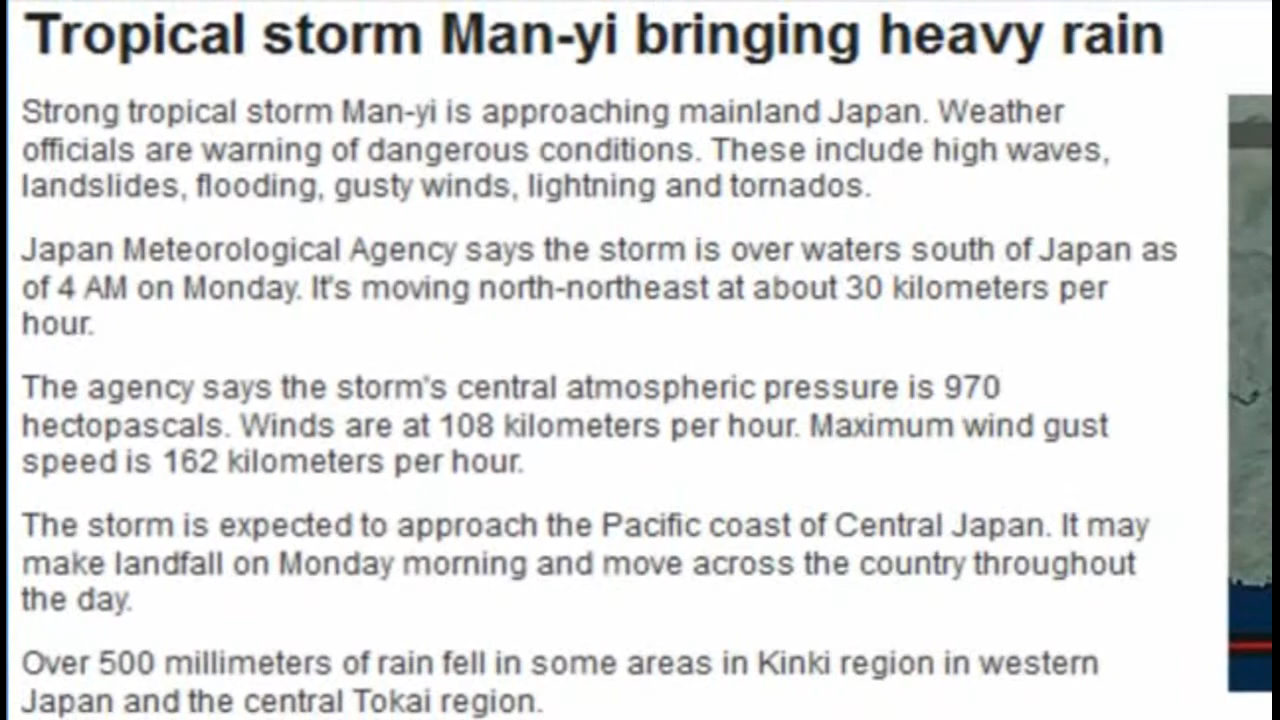 Tropical storm Man-yi bringing heavy rain
Strong tropical storm Man-yi is approaching mainland Japan. Weather
officials are warning of dangerous conditions. These include high waves,
landslides, flooding, gusty winds, lightning and tornados.
Japan Meteorological Agency says the storm is over waters south of Japan as
of 4 AM on Monday. It's moving north-northeast at about 30 kilometers per
hour.
The agency says the storm's central atmospheric pressure is 970
hectopascals. Winds are at 108 kilometers per hour. Maximum wind gust
speed is 162 kilometers per hour.
The storm is expected to approach the Pacific coast of Central Japan. It may
make landfall on Monday morning and move across the country throughout
the day.
Over 500 millimeters of rain fell in some areas in Kinki region in western
Japan and the central Tokai region.